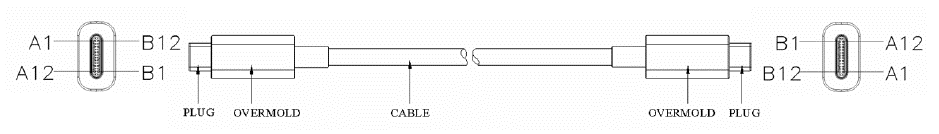 A1 B12 B1 A12
A12 B1 B12 A1
PLUG OVERMOLD CABLE OVERMOLD PLUG